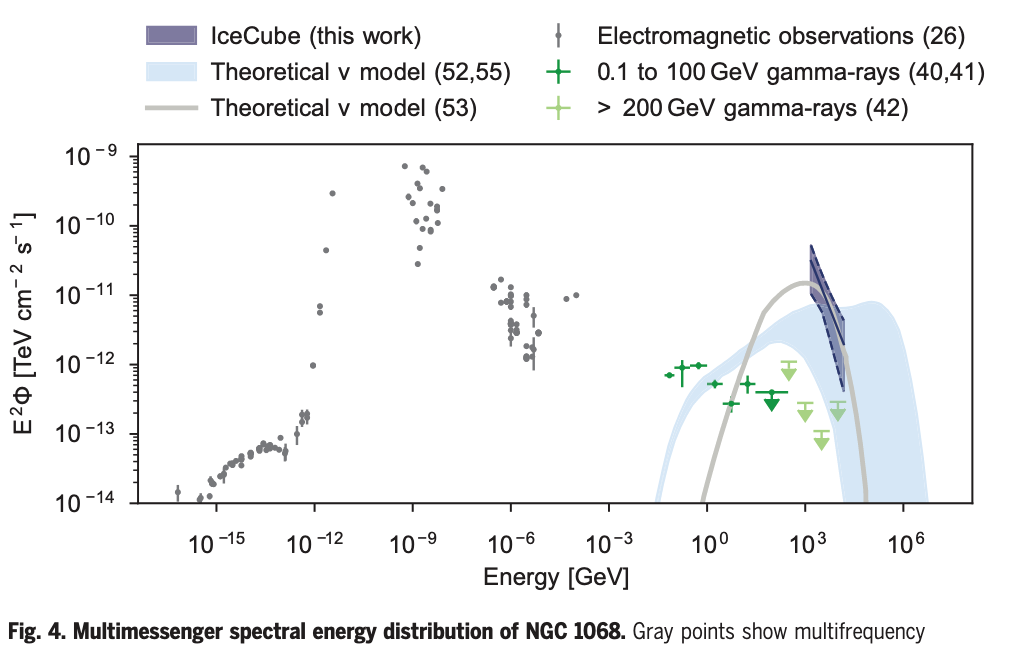 IceCube (this work)
Theoretical ν model (52,55)
Theoretical ν model (53)
Electromagnetic observations (26)
0.1 to 100 GeV gamma-rays (40,41)
> 200 GeV gamma-rays (42)
E²Φ [TeV cm⁻² s⁻¹]
10⁻⁹
10⁻¹⁰
10⁻¹¹
10⁻¹²
10⁻¹³
10⁻¹⁴
10⁻¹⁵ 10⁻¹² 10⁻⁹ 10⁻⁶ 10⁻³ 10⁰ 10³ 10⁶
Energy [GeV]
Fig. 4. Multimessenger spectral energy distribution of NGC 1068. Gray points show multifrequency